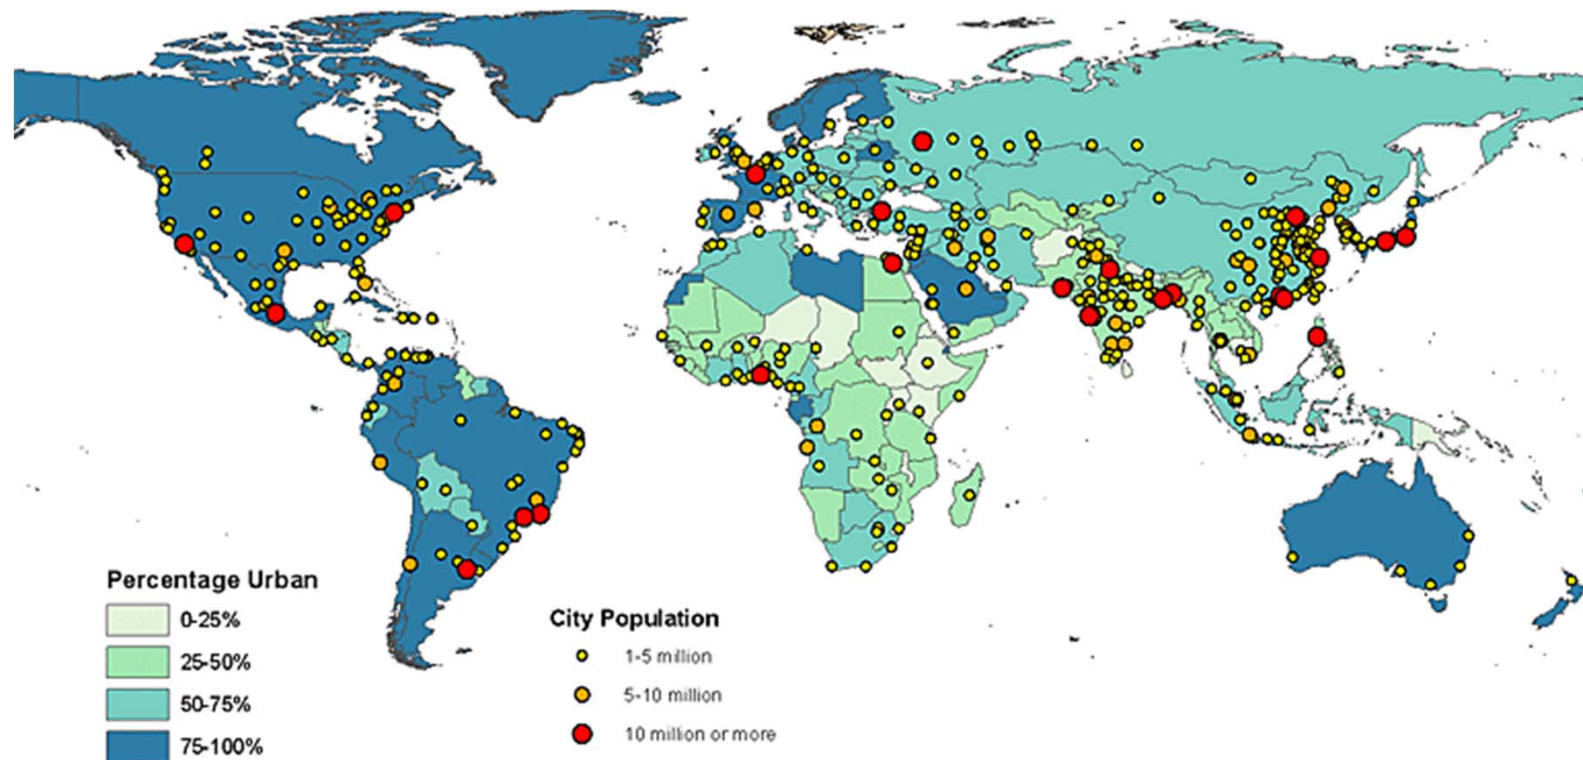 Percentage Urban
0-25%
25-50%
50-75%
75-100%
City Population
1-5 million
5-10 million
10 million or more